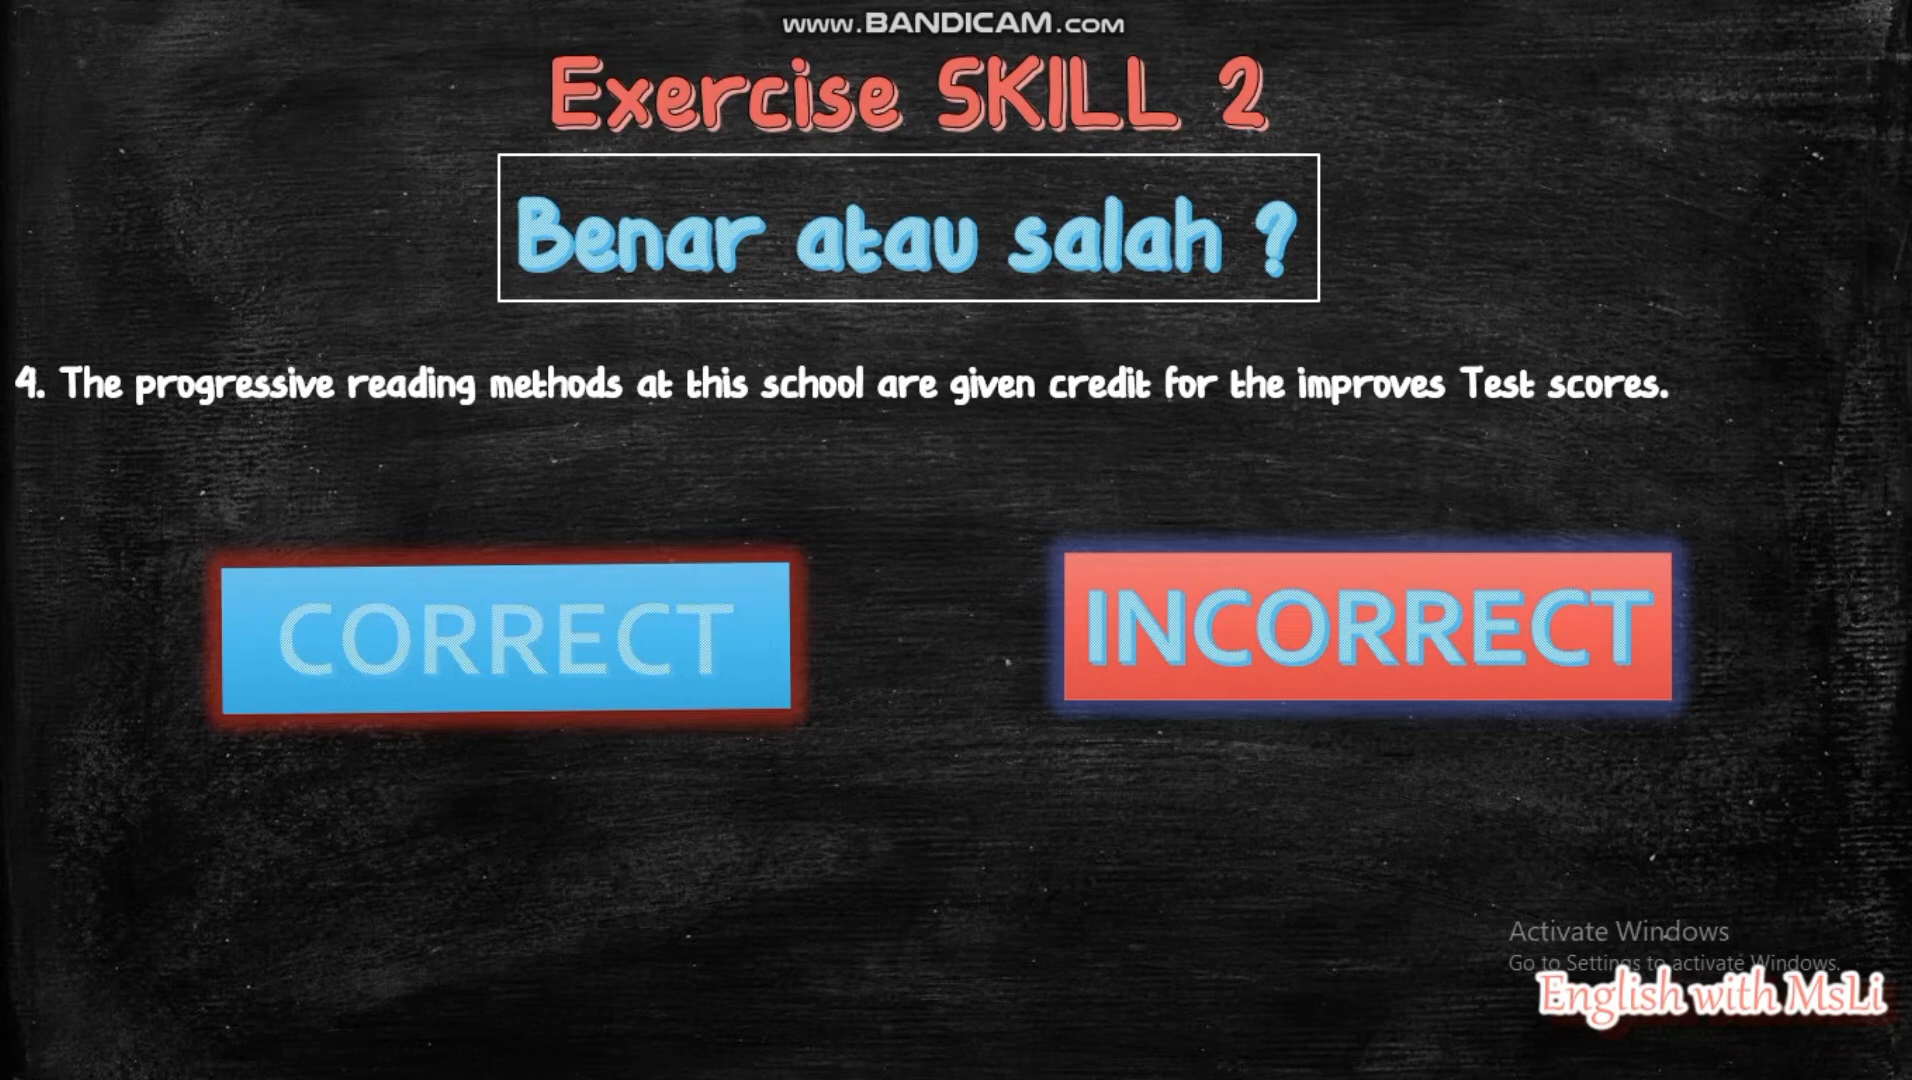 www.BANDICAM.com
Exercise SKILL 2
Benar atau salah ?
4. The progressive reading methods at this school are given credit for the improves Test scores.
CORRECT
INCORRECT
Activate Windows
Go to Settings to activate Windows.
English with MsLi